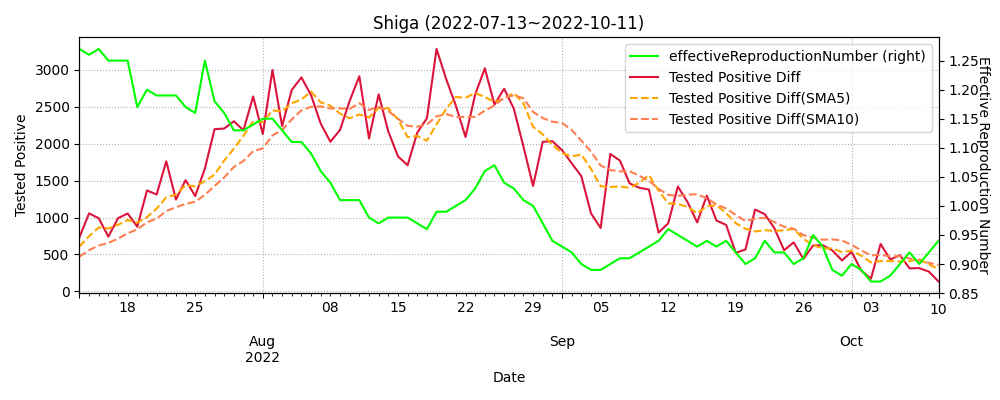 Shiga (2022-07-13~2022-10-11)
effectiveReproductionNumber (right)
Tested Positive Diff
Tested Positive Diff(SMA5)
Tested Positive Diff(SMA10)
Tested Positive
3000
2500
2000
1500
1000
500
0
Effective Reproduction Number
1.25
1.20
1.15
1.10
1.05
1.00
0.95
0.90
0.85
18 25 08 15 22 29 05 12 19 26 03 10
Aug Sep Oct
2022
Date